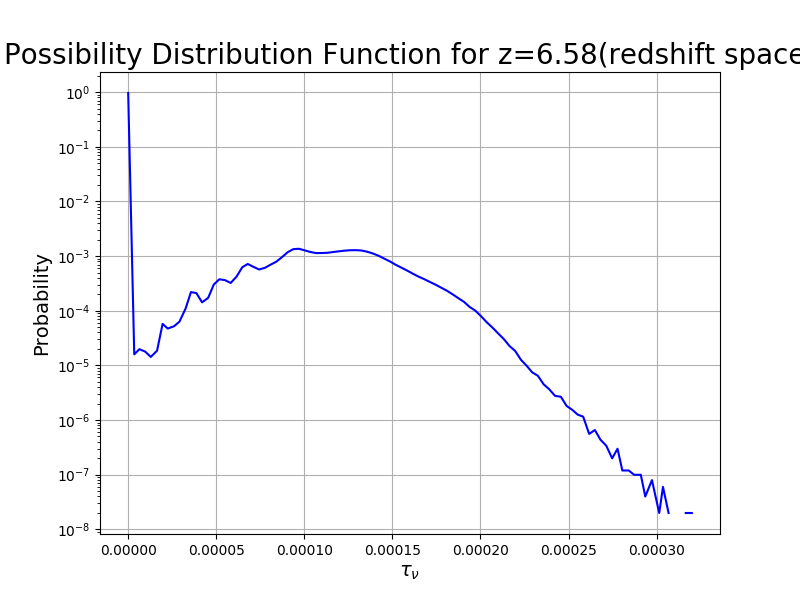 Possibility Distribution Function for z=6.58(redshift space
10⁰
10⁻¹
10⁻²
10⁻³
10⁻⁴
10⁻⁵
10⁻⁶
10⁻⁷
10⁻⁸
Probability
0.00000 0.00005 0.00010 0.00015 0.00020 0.00025 0.00030
τᵥ